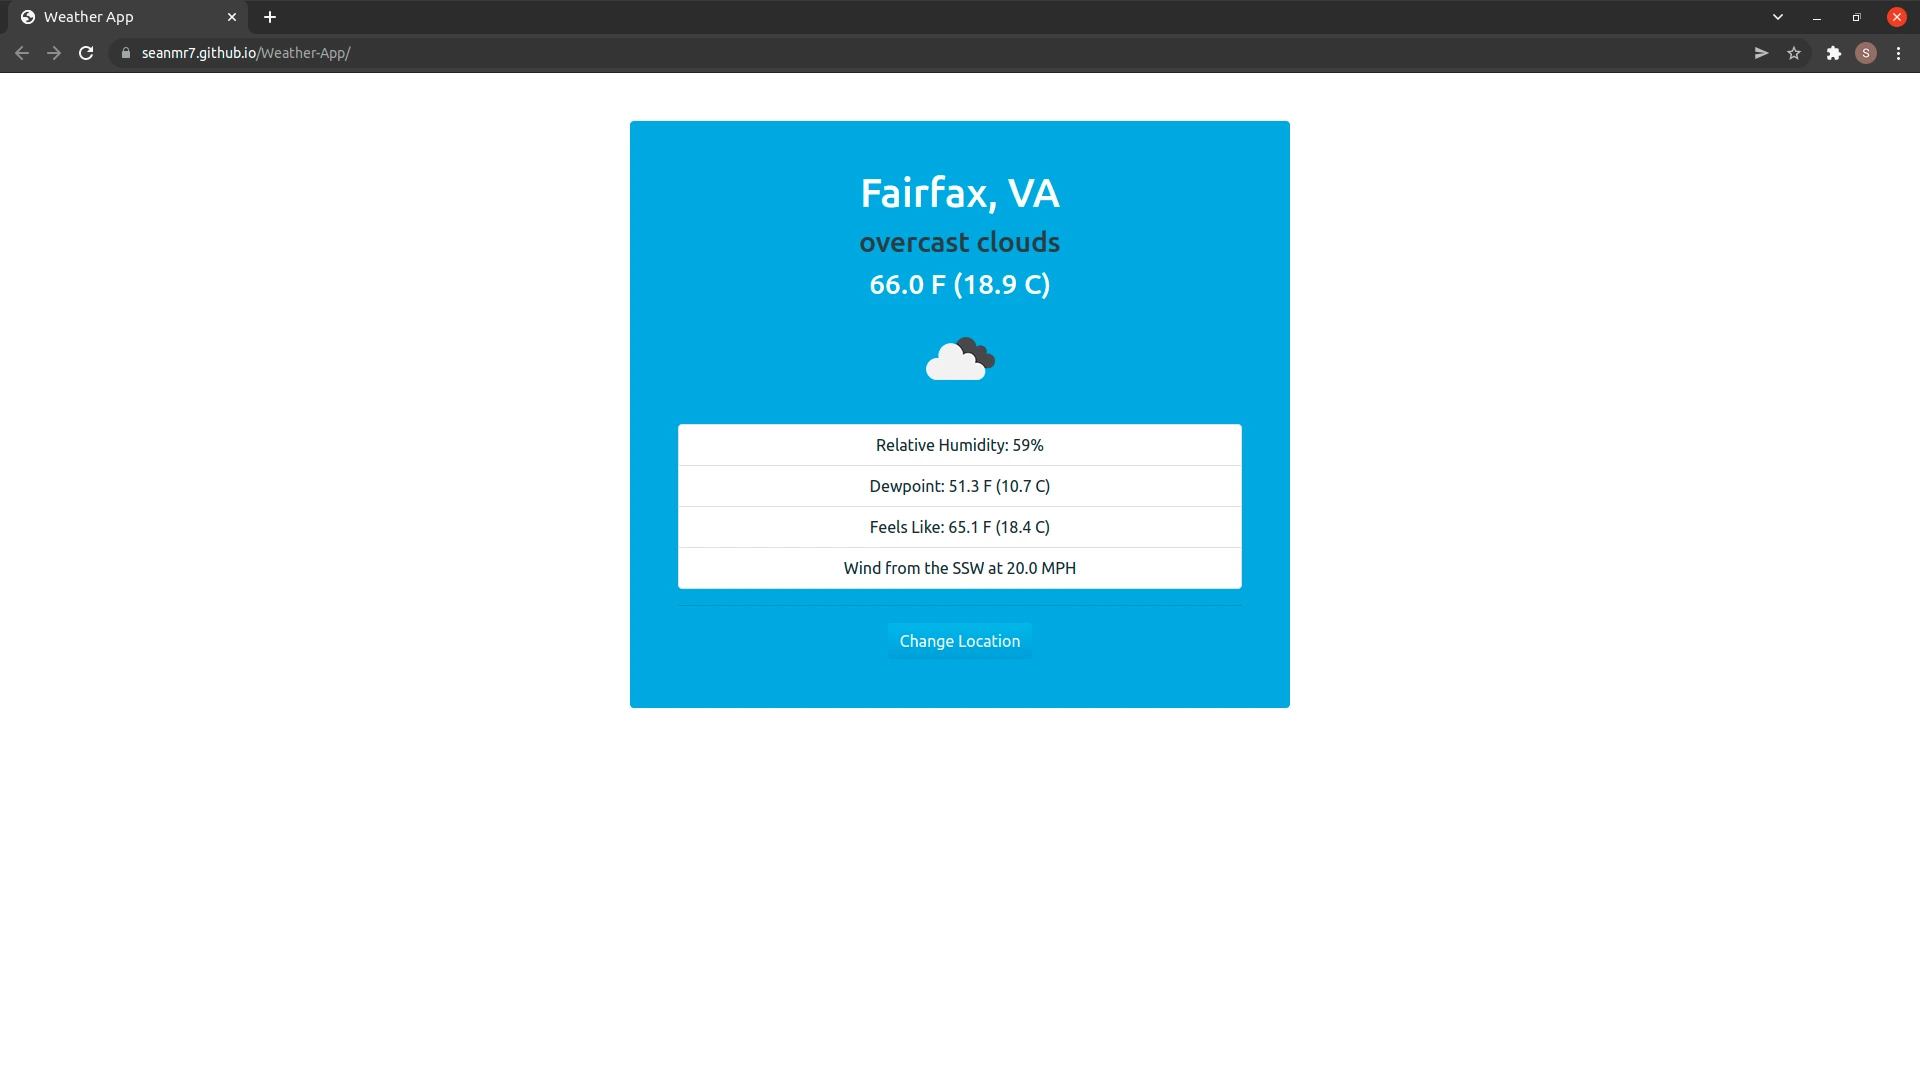 Weather App
seanmr7.github.io/Weather-App/
S
Fairfax, VA
overcast clouds
66.0 F (18.9 C)
Relative Humidity: 59%
Dewpoint: 51.3 F (10.7 C)
Feels Like: 65.1 F (18.4 C)
Wind from the SSW at 20.0 MPH
Change Location